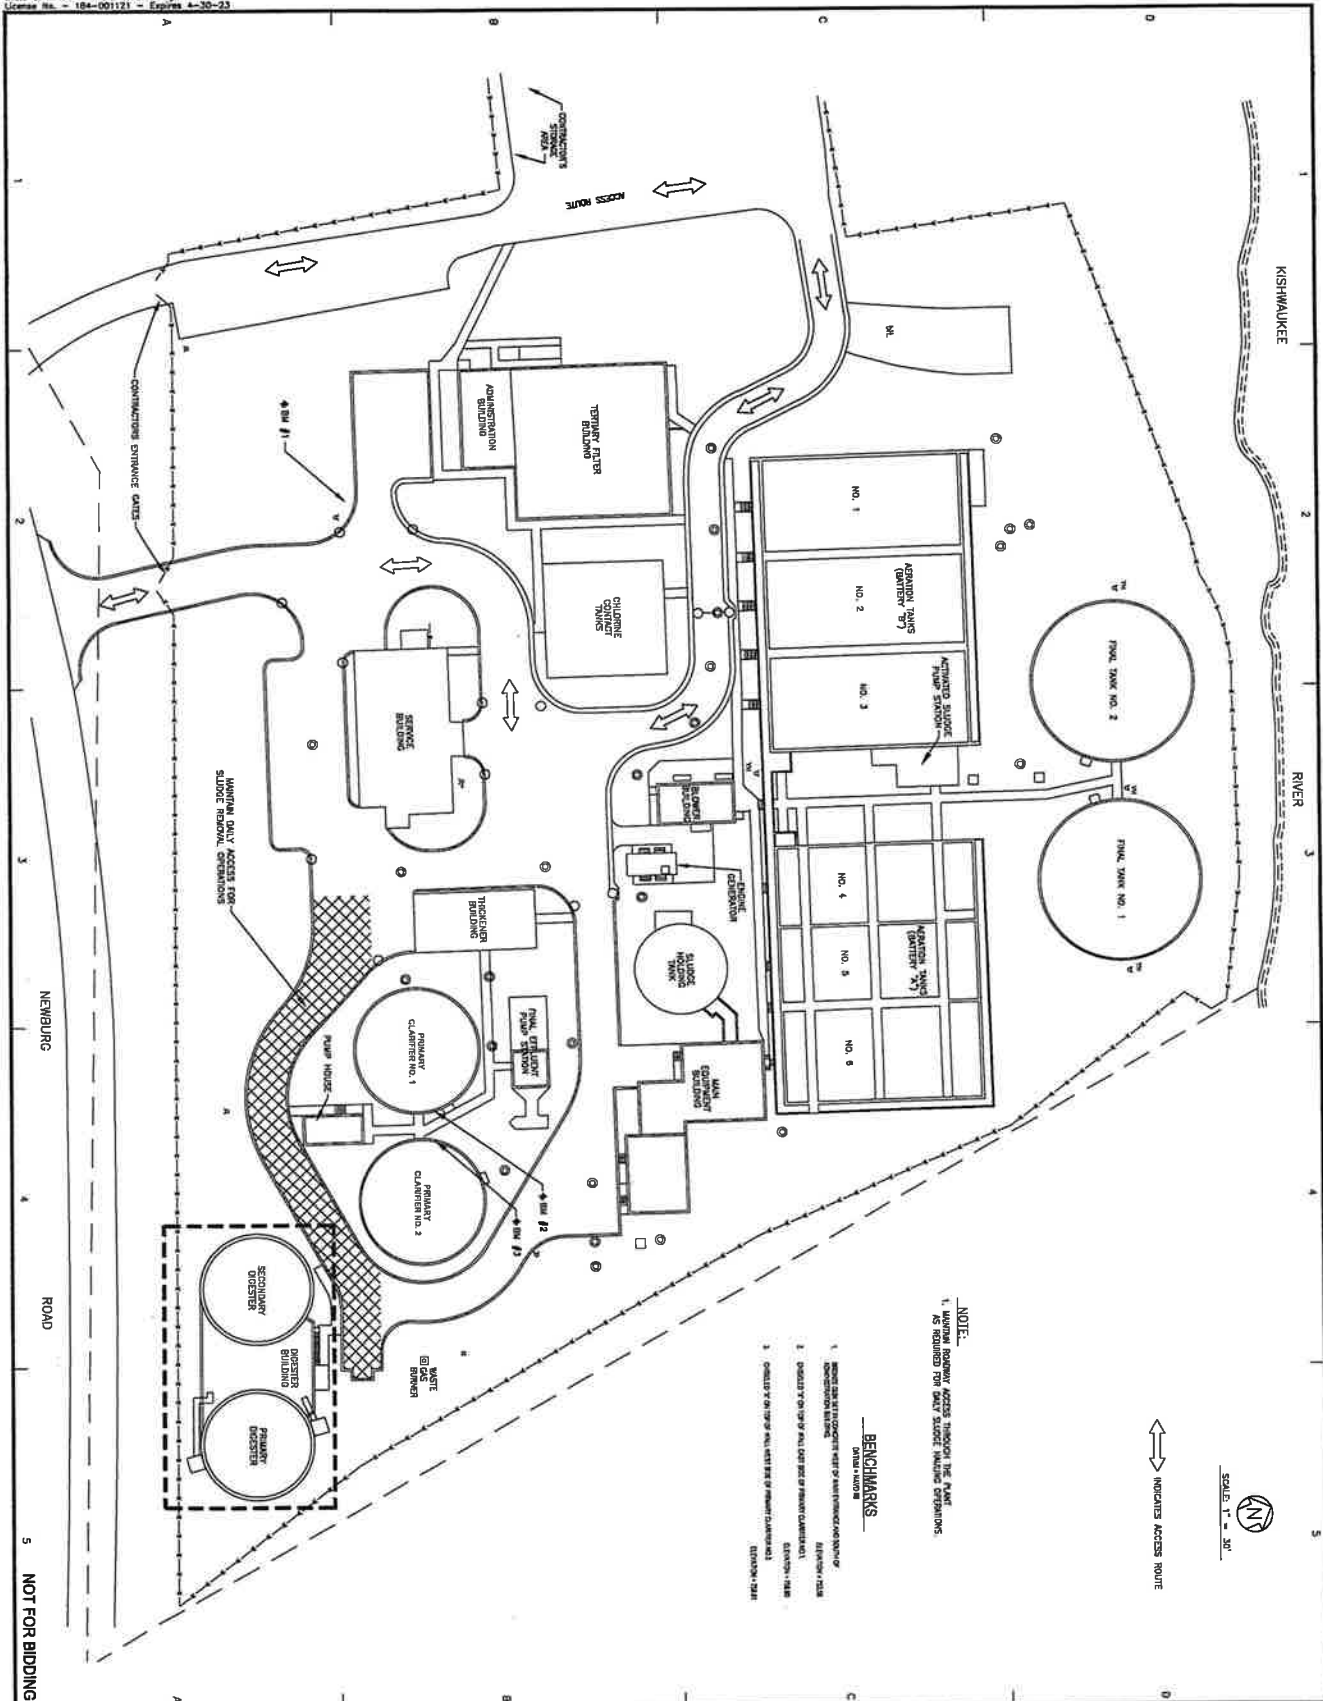 License No. - 184-001121 - Expires 4-30-23
A
B
C
D
1
2
3
4
5
KISHWAUKEE
RIVER
CONTRACTOR'S
STORAGE
AREA
ACCESS ROUTE
CONTRACTORS ENTRANCE GATES
BM #1
ADMINISTRATION
BUILDING
TERTIARY FILTER
BUILDING
CHLORINE
CONTACT
TANKS
SERVICE
BUILDING
NO. 1
NO. 2
NO. 3
AERATION TANKS
(BATTERY "B")
ACTIVATED SLUDGE
PUMP STATION
FINAL TANK NO. 2
FINAL TANK NO. 1
BLOWER
BUILDING
ENGINE
GENERATOR
SLUDGE
HOLDING
TANK
NO. 4
NO. 5
NO. 6
AERATION TANKS
(BATTERY "A")
MAIN
EQUIPMENT
BUILDING
MAINTAIN DAILY ACCESS FOR
SLUDGE REMOVAL OPERATIONS
THICKENER
BUILDING
FINAL EFFLUENT
PUMP STATION
PRIMARY
CLARIFIER NO. 1
PUMP HOUSE
PRIMARY
CLARIFIER NO. 2
BM #2
BM #3
SECONDARY
DIGESTER
DIGESTER
BUILDING
PRIMARY
DIGESTER
WASTE
GAS
BURNER
NEWBURG
ROAD
NOTE:
1. MAINTAIN ROADWAY ACCESS THROUGH THE PLANT
AS REQUIRED FOR DAILY SLUDGE HAULING OPERATIONS.
BENCHMARKS
SCALE: 1" = 30'
N
INDICATES ACCESS ROUTE
A
B
C
D
NOT FOR BIDDING